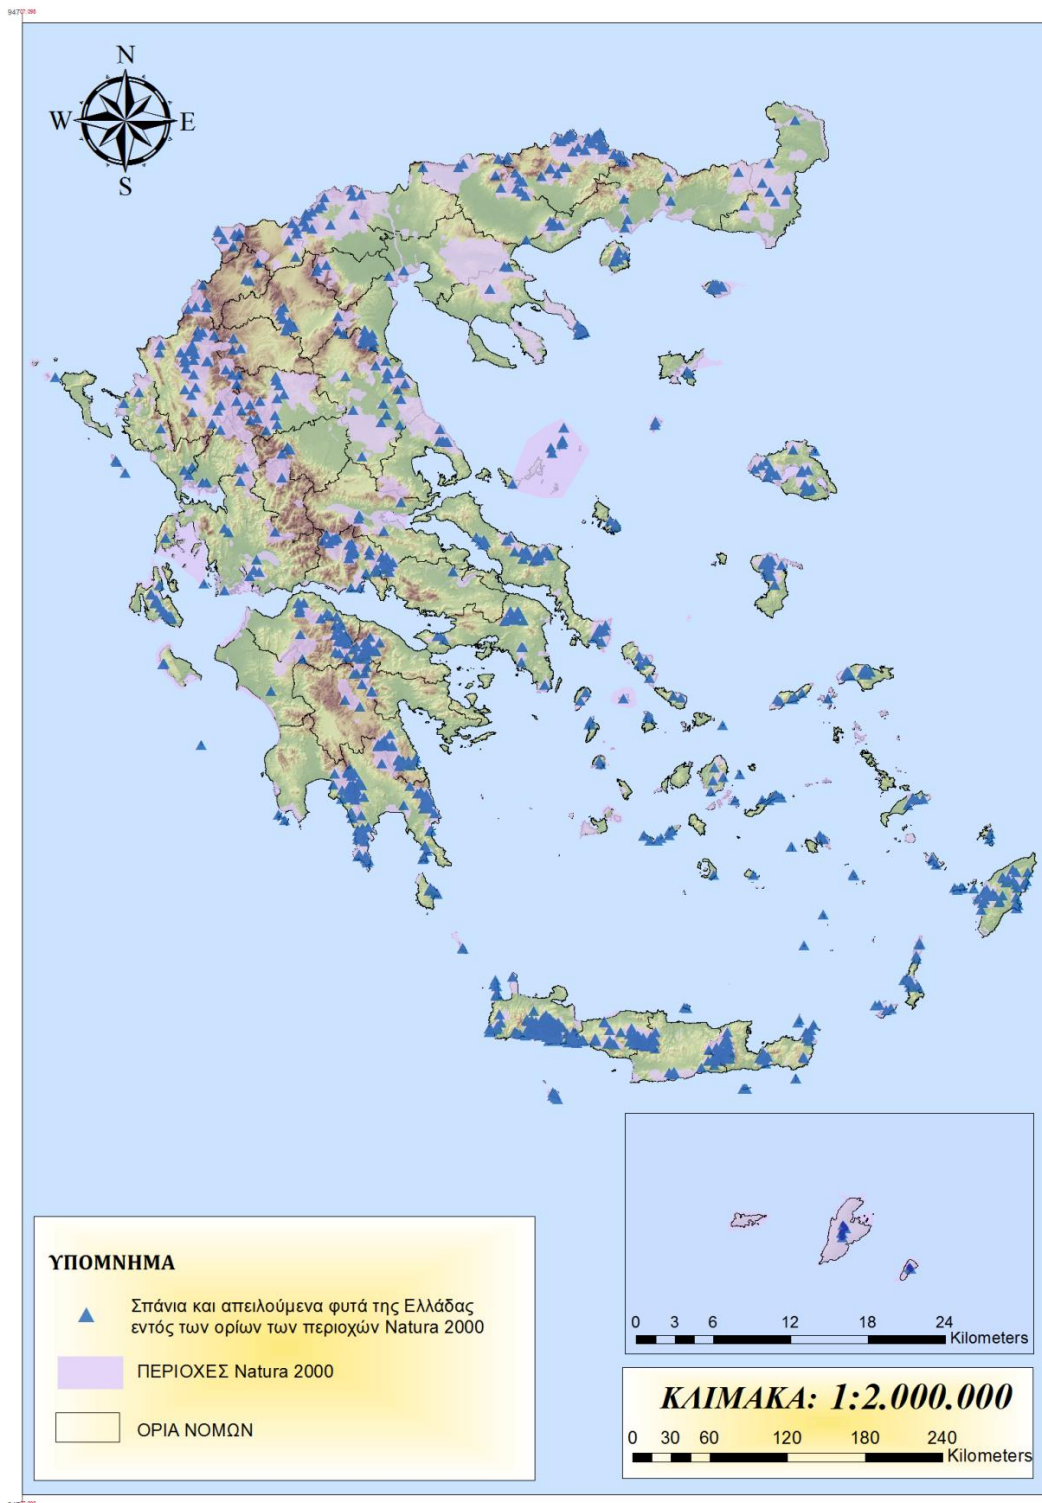 N
W E
S
0 3 6 12 18 24
Kilometers
ΥΠΟΜΝΗΜΑ
Σπάνια και απειλούμενα φυτά της Ελλάδας
εντός των ορίων των περιοχών Natura 2000
ΠΕΡΙΟΧΕΣ Natura 2000
ΟΡΙΑ ΝΟΜΩΝ
ΚΛΙΜΑΚΑ: 1:2.000.000
0 30 60 120 180 240
Kilometers